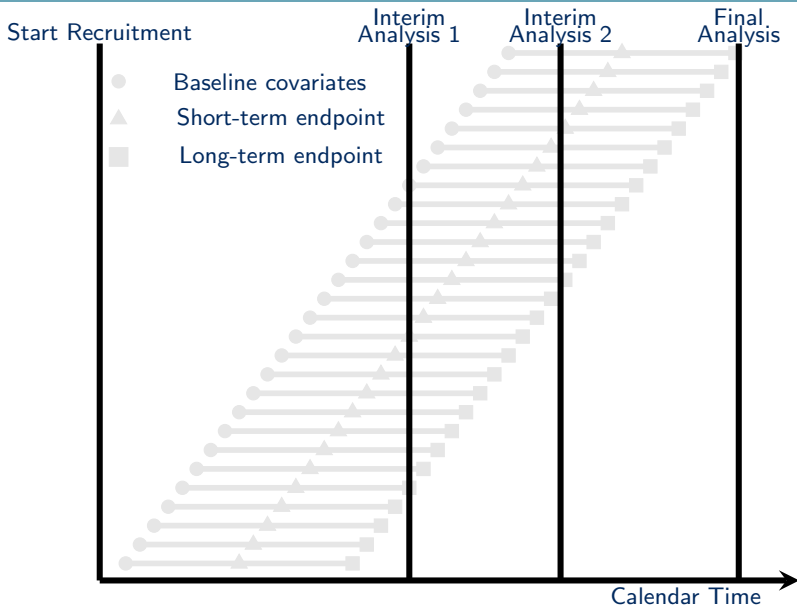 Start Recruitment
Interim
Analysis 1
Interim
Analysis 2
Final
Analysis
Baseline covariates
Short-term endpoint
Long-term endpoint
Calendar Time